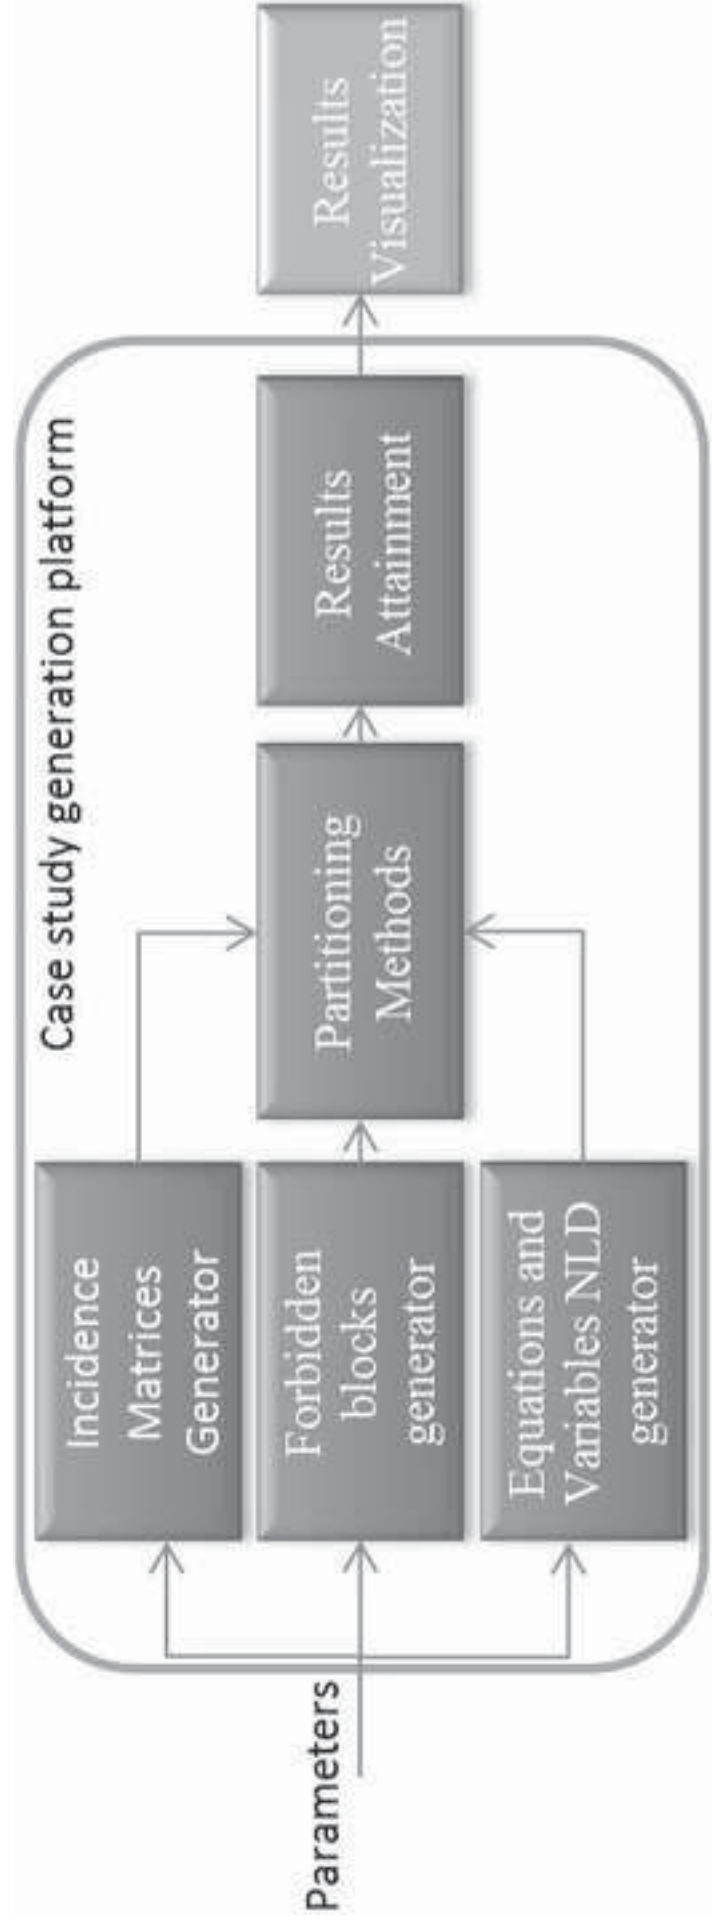 Case study generation platform
Parameters
Incidence
Matrices
Generator
Forbidden
blocks
generator
Equations and
Variables NLD
generator
Partitioning
Methods
Results
Attainment
Results
Visualization